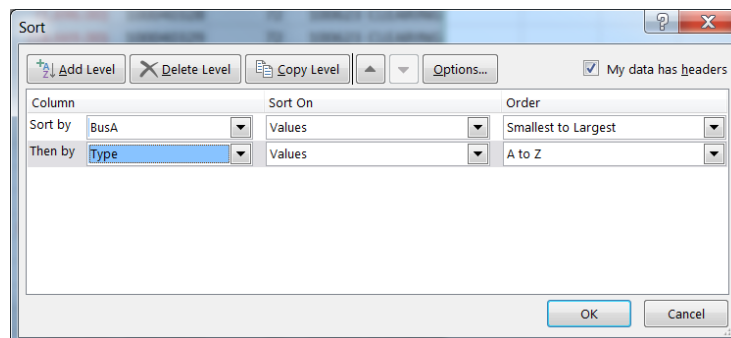 Sort
Add Level Delete Level Copy Level Options... My data has headers
Column Sort On Order
Sort by BusA Values Smallest to Largest
Then by Type Values A to Z
OK Cancel